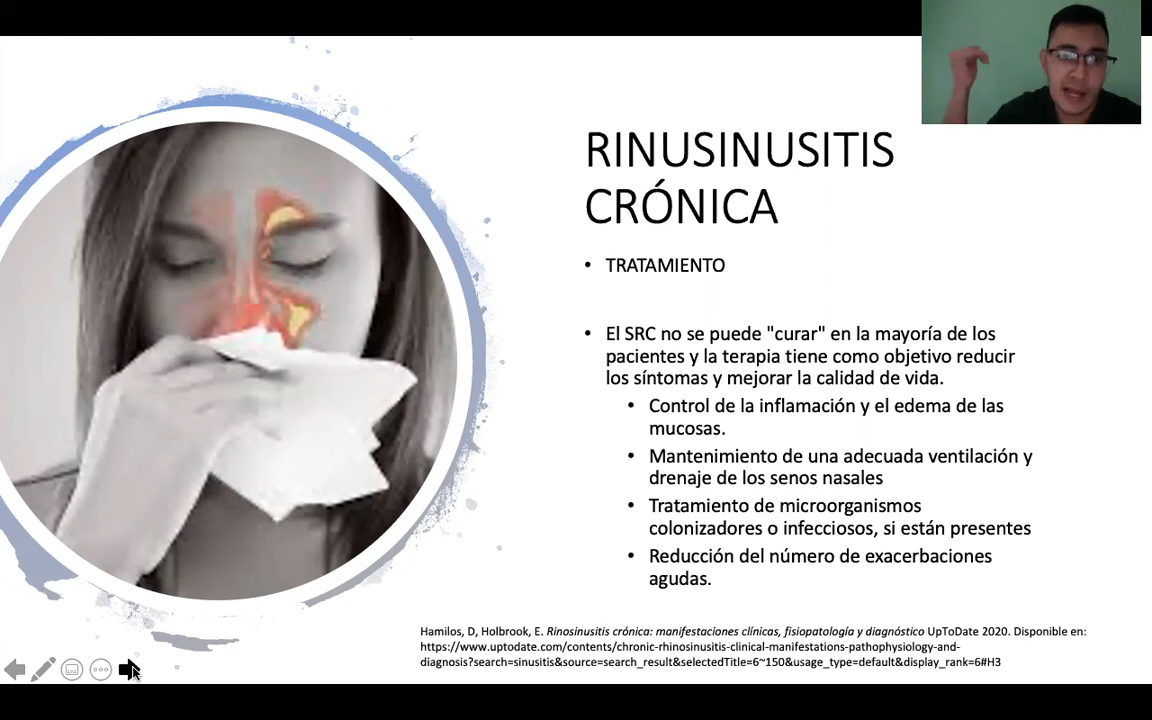 RINUSINUSITIS
CRÓNICA
• TRATAMIENTO
• El SRC no se puede "curar" en la mayoría de los
pacientes y la terapia tiene como objetivo reducir
los síntomas y mejorar la calidad de vida.
• Control de la inflamación y el edema de las
mucosas.
• Mantenimiento de una adecuada ventilación y
drenaje de los senos nasales
• Tratamiento de microorganismos
colonizadores o infecciosos, si están presentes
• Reducción del número de exacerbaciones
agudas.
Hamilos, D, Holbrook, E. Rinosinusitis crónica: manifestaciones clínicas, fisiopatología y diagnóstico UpToDate 2020. Disponible en:
https://www.uptodate.com/contents/chronic-rhinosinusitis-clinical-manifestations-pathophysiology-and-
diagnosis?search=sinusitis&source=search_result&selectedTitle=6~150&usage_type=default&display_rank=6#H3